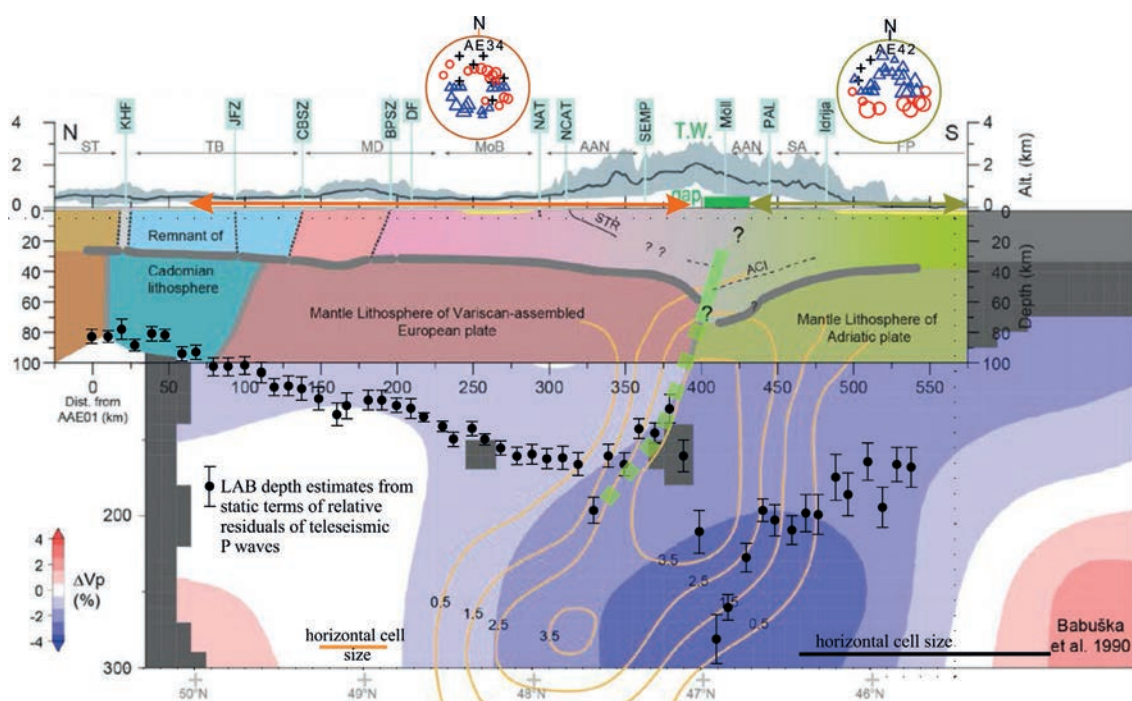 N
AE34
N
AE42
KHF
JFZ
CBSZ
BPSZ
DF
NAT
NCAT
SEMP
T.W.
Möll
PAL
Idrija
4
2
0
N
S
4
2
0
Alt. (km)
ST
TB
MD
MoB
AAN
AAN
SA
FP
gap
0
20
40
60
80
100
0
20
40
60
80
100
Depth (km)
Remnant of
Cadomian
lithosphere
STR
? ?
?
ACI
?
?
Mantle Lithosphere of Variscan-assembled
European plate
Mantle Lithosphere of
Adriatic plate
0 50 100 150 200 250 300 350 400 450 500 550
Dist. from
AAE01 (km)
LAB depth estimates from
static terms of relative
residuals of teleseismic
P waves
200
300
4
2
0
-2
-4
ΔVp
(%)
0.5
1.5
2.5
3.5
3.5
2.5
1.5
0.5
horizontal cell
size
horizontal cell size
Babuška
et al. 1990
50°N
49°N
48°N
47°N
46°N